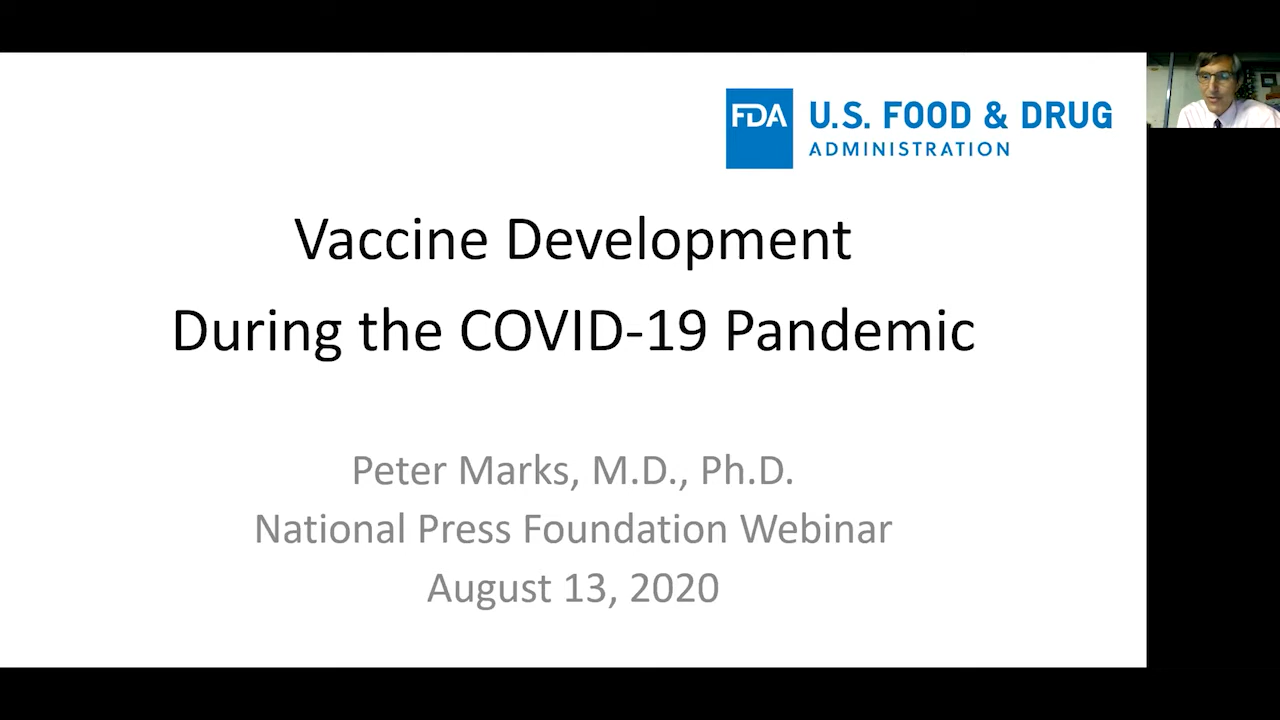 FDA U.S. FOOD & DRUG
ADMINISTRATION
Vaccine Development
During the COVID-19 Pandemic
Peter Marks, M.D., Ph.D.
National Press Foundation Webinar
August 13, 2020